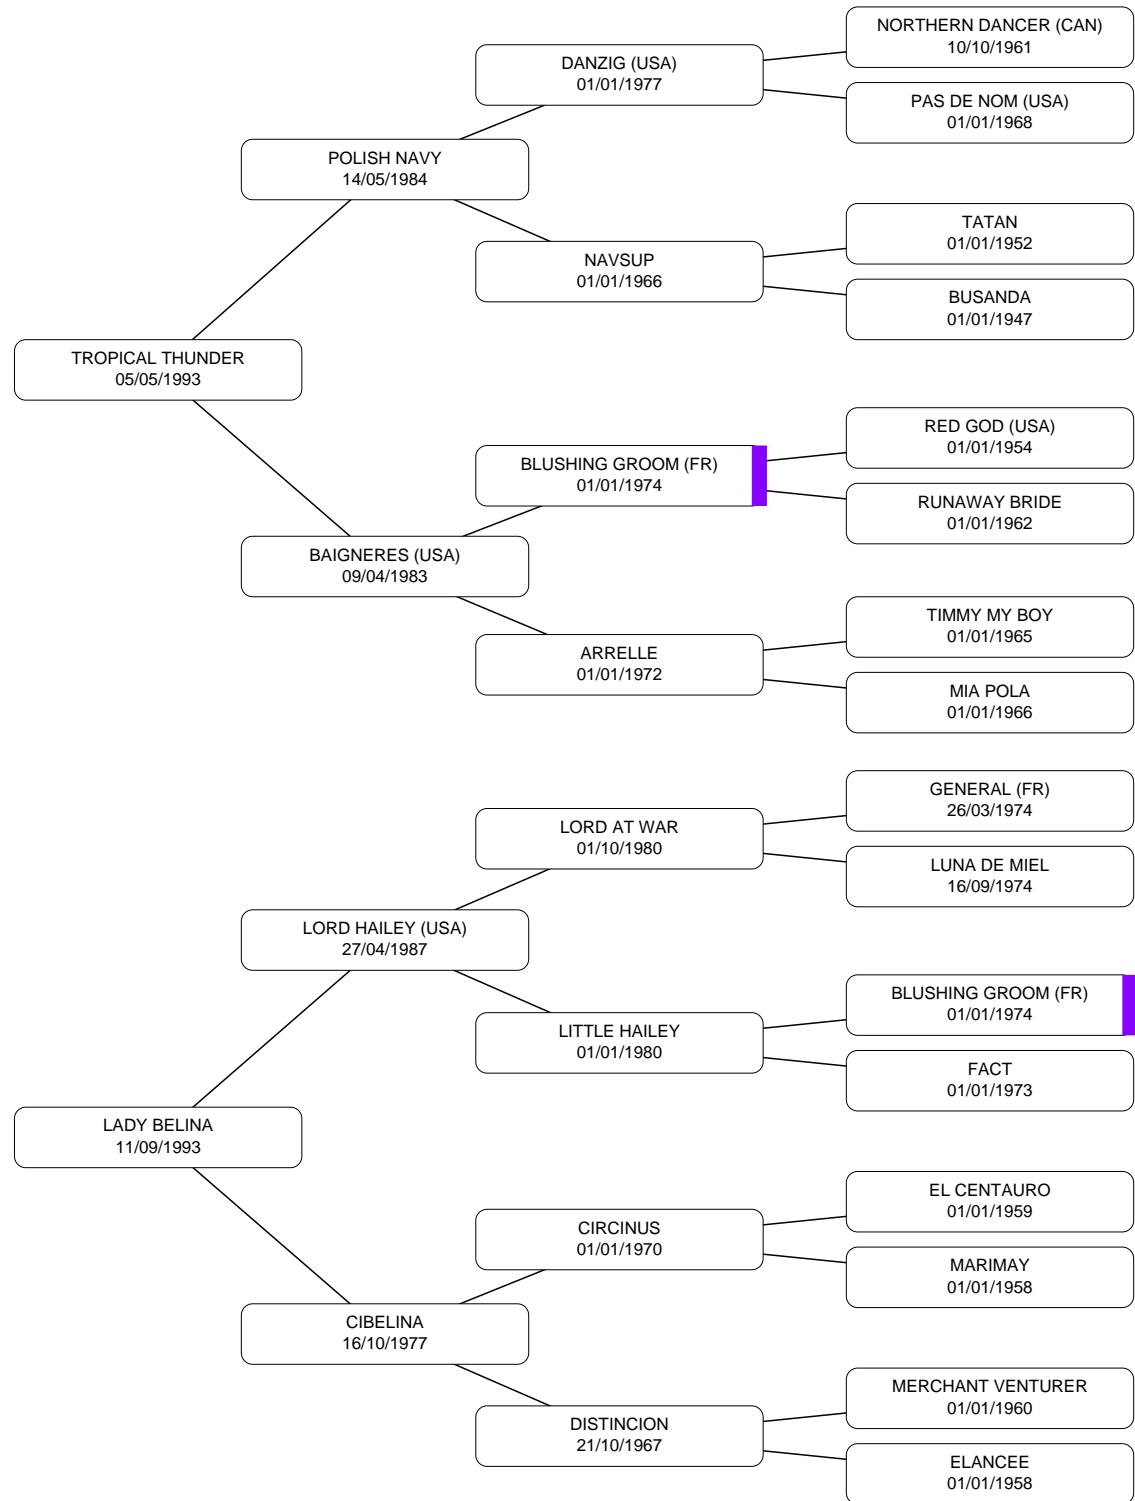 NORTHERN DANCER (CAN)
10/10/1961
DANZIG (USA)
01/01/1977
PAS DE NOM (USA)
01/01/1968
POLISH NAVY
14/05/1984
TATAN
01/01/1952
NAVSUP
01/01/1966
BUSANDA
01/01/1947
TROPICAL THUNDER
05/05/1993
RED GOD (USA)
01/01/1954
BLUSHING GROOM (FR)
01/01/1974
RUNAWAY BRIDE
01/01/1962
BAIGNERES (USA)
09/04/1983
TIMMY MY BOY
01/01/1965
ARRELLE
01/01/1972
MIA POLA
01/01/1966
GENERAL (FR)
26/03/1974
LORD AT WAR
01/10/1980
LUNA DE MIEL
16/09/1974
LORD HAILEY (USA)
27/04/1987
BLUSHING GROOM (FR)
01/01/1974
LITTLE HAILEY
01/01/1980
FACT
01/01/1973
LADY BELINA
11/09/1993
EL CENTAURO
01/01/1959
CIRCINUS
01/01/1970
MARIMAY
01/01/1958
CIBELINA
16/10/1977
MERCHANT VENTURER
01/01/1960
DISTINCION
21/10/1967
ELANCEE
01/01/1958